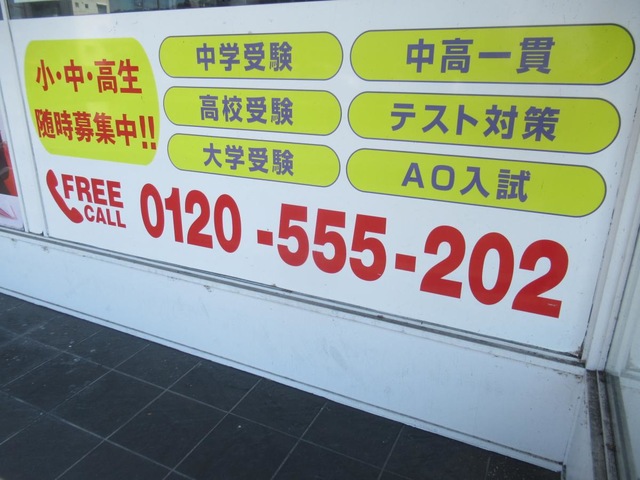 小・中・高生
随時募集中!!
中学受験
中高一貫
高校受験
テスト対策
大学受験
AO入試
FREE
CALL
0120-555-202